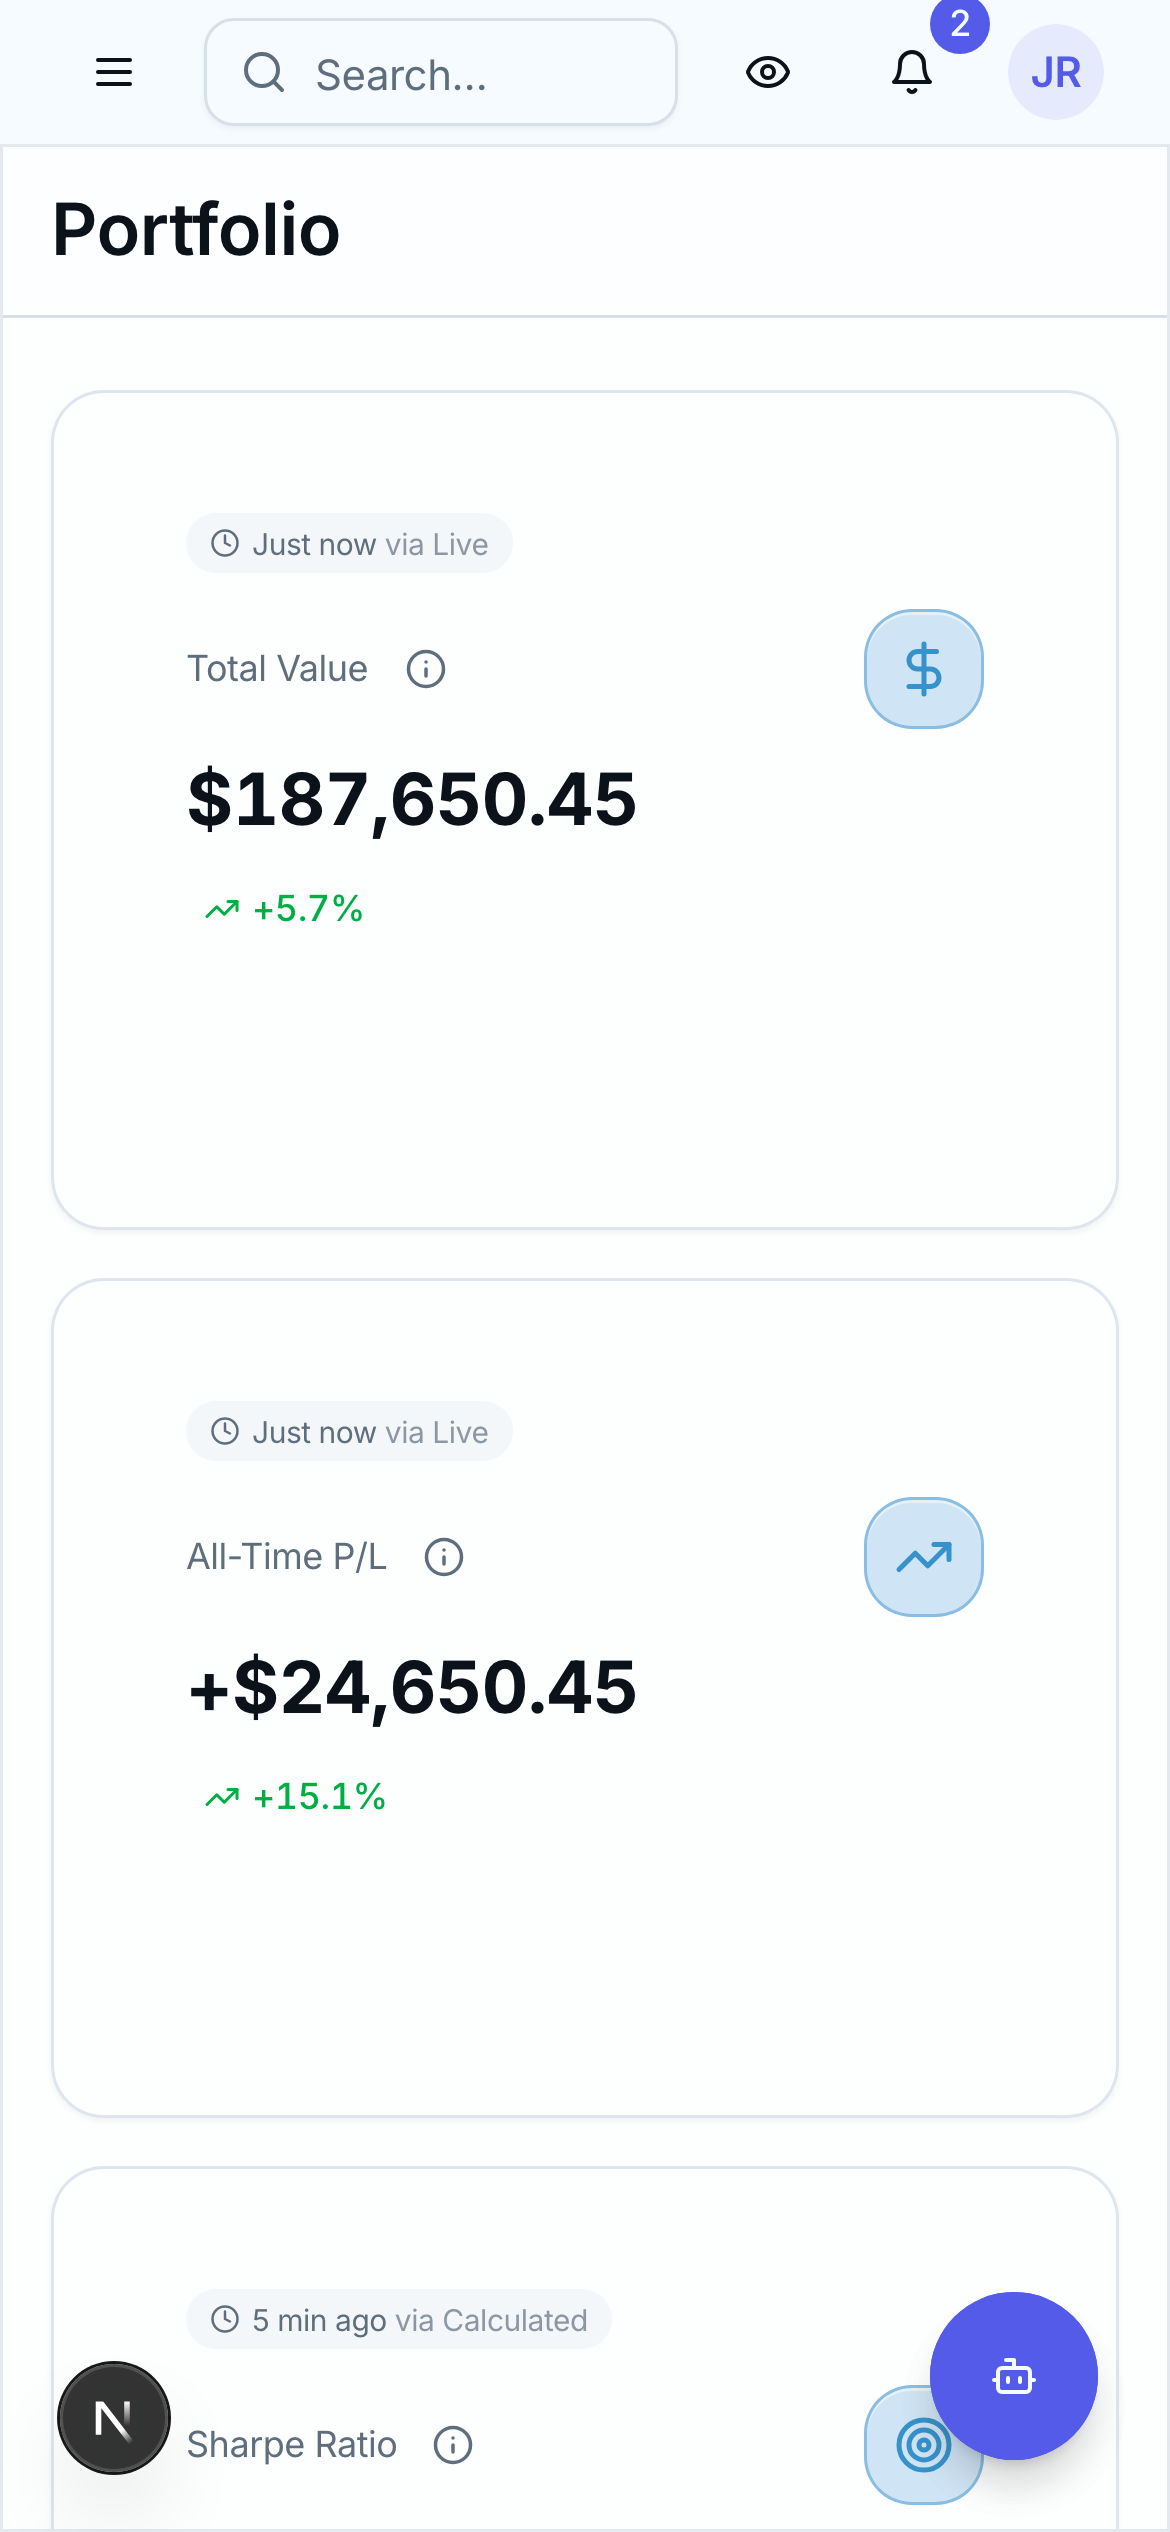 Search...
2
JR
Portfolio
Just now via Live
Total Value
$187,650.45
+5.7%
Just now via Live
All-Time P/L
+$24,650.45
+15.1%
5 min ago via Calculated
N
Sharpe Ratio